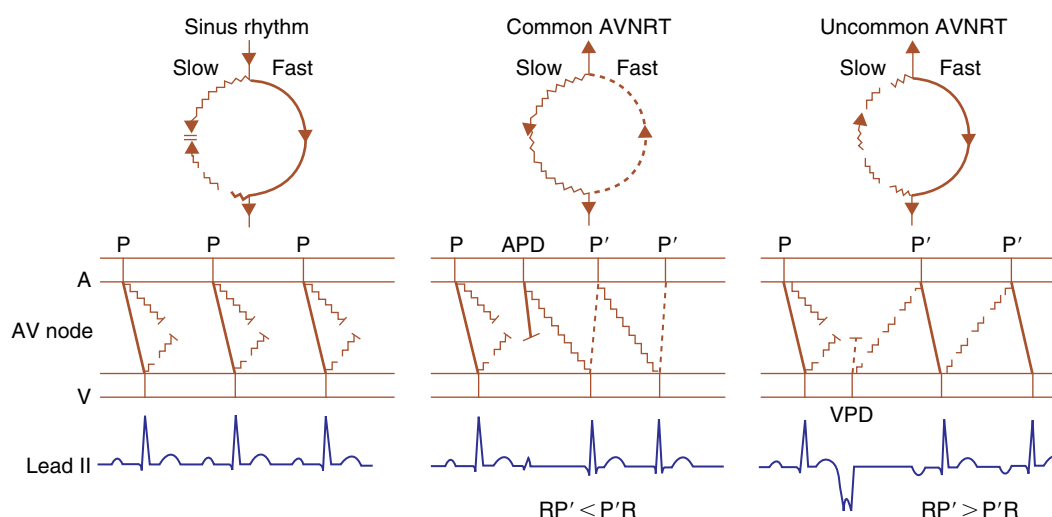 Sinus rhythm Common AVNRT Uncommon AVNRT
Slow Fast Slow Fast Slow Fast
P P P P APD P′ P′ P P′ P′
A
AV node
V
VPD
Lead II
RP′ < P′R RP′ > P′R